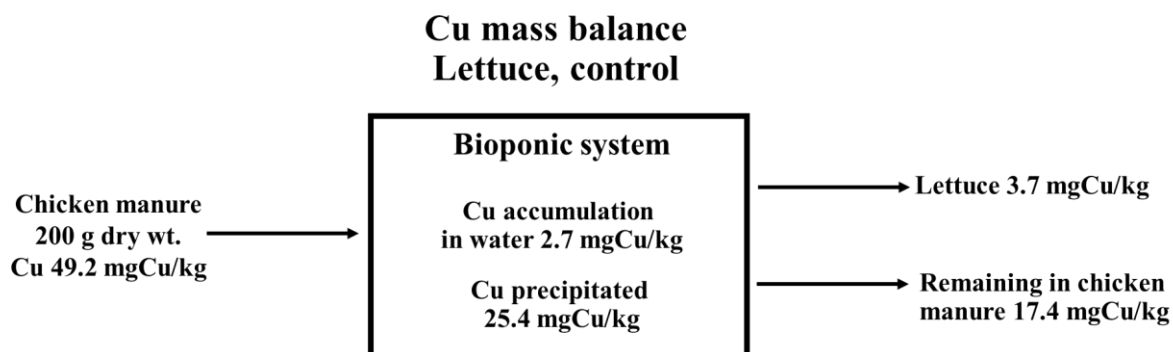 Cu mass balance
Lettuce, control
Bioponic system
Chicken manure
200 g dry wt.
Cu 49.2 mgCu/kg
Cu accumulation
in water 2.7 mgCu/kg
Cu precipitated
25.4 mgCu/kg
Lettuce 3.7 mgCu/kg
Remaining in chicken
manure 17.4 mgCu/kg